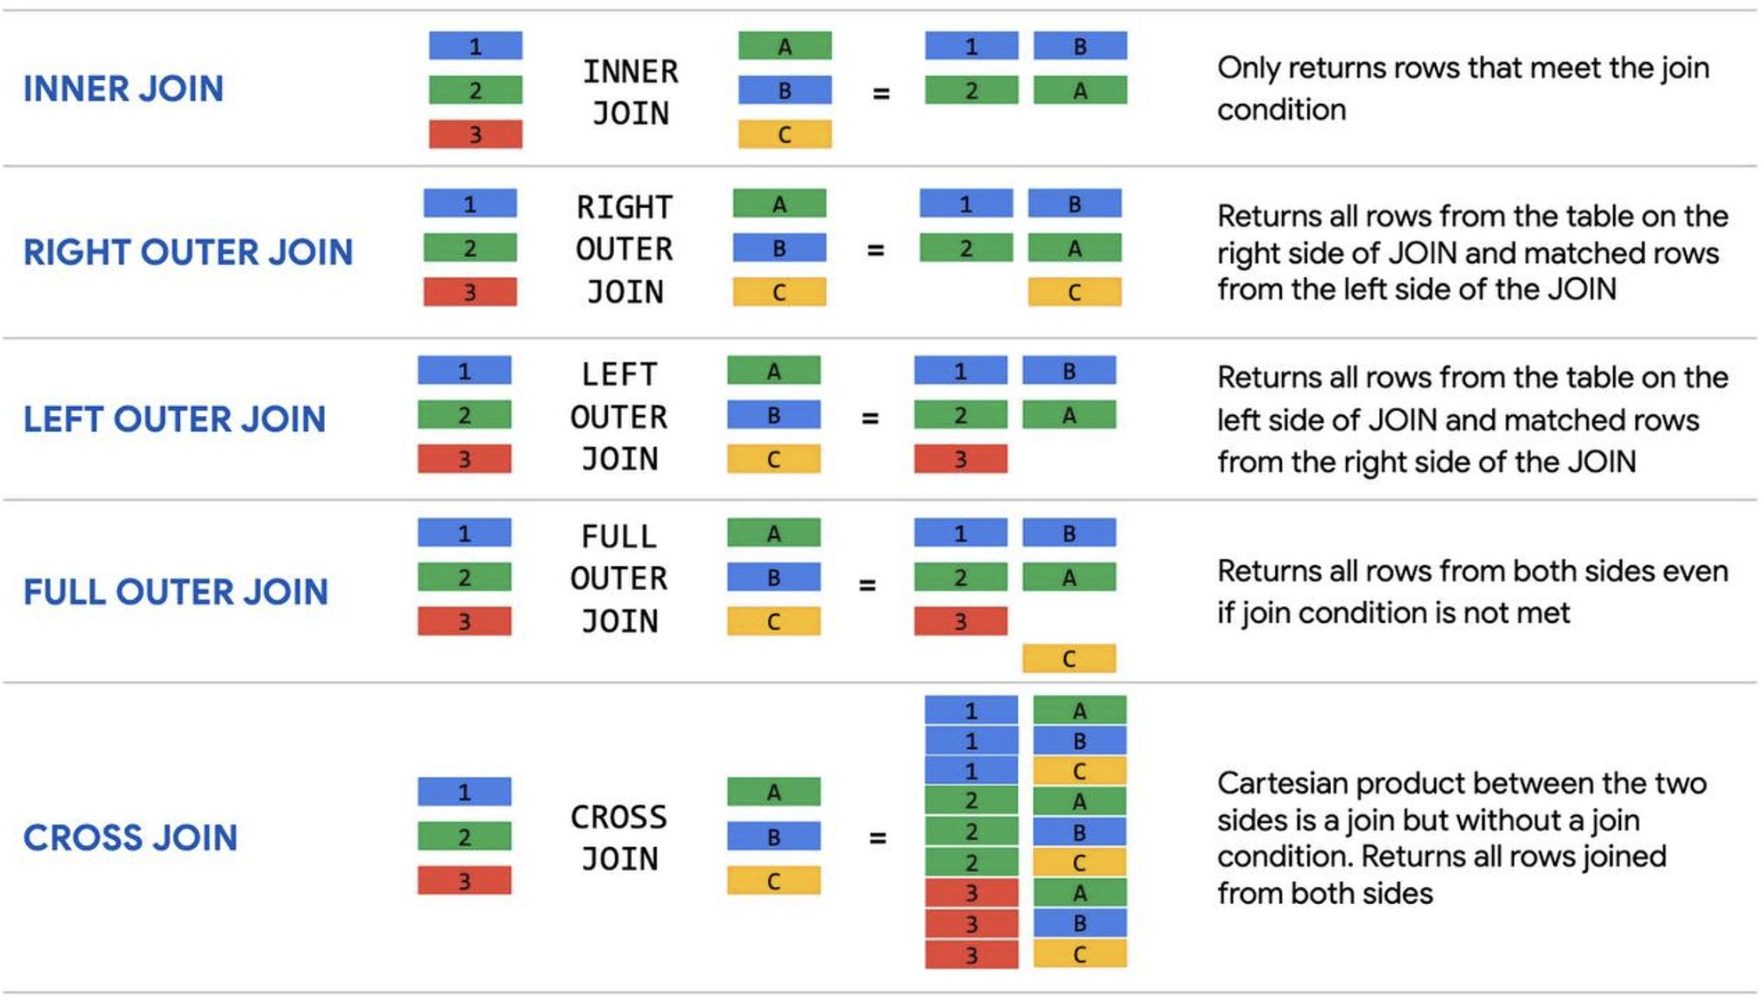 INNER JOIN
1
2
3
INNER
JOIN
A
B
C
=
1 B
2 A
Only returns rows that meet the join
condition
RIGHT OUTER JOIN
1
2
3
RIGHT
OUTER
JOIN
A
B
C
=
1 B
2 A
C
Returns all rows from the table on the
right side of JOIN and matched rows
from the left side of the JOIN
LEFT OUTER JOIN
1
2
3
LEFT
OUTER
JOIN
A
B
C
=
1 B
2 A
3
Returns all rows from the table on the
left side of JOIN and matched rows
from the right side of the JOIN
FULL OUTER JOIN
1
2
3
FULL
OUTER
JOIN
A
B
C
=
1 B
2 A
3
C
Returns all rows from both sides even
if join condition is not met
CROSS JOIN
1
2
3
CROSS
JOIN
A
B
C
=
1 A
1 B
1 C
2 A
2 B
2 C
3 A
3 B
3 C
Cartesian product between the two
sides is a join but without a join
condition. Returns all rows joined
from both sides